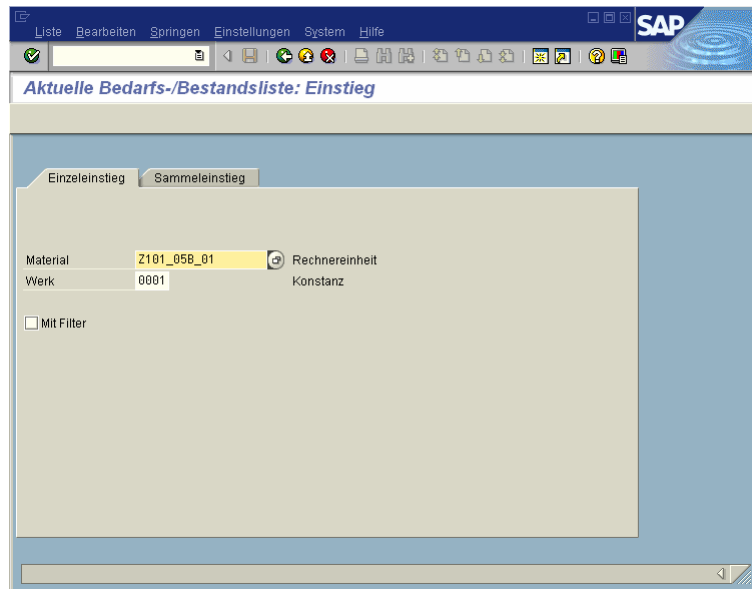 Liste Bearbeiten Springen Einstellungen System Hilfe
SAP
Aktuelle Bedarfs-/Bestandsliste: Einstieg
Einzeleinstieg Sammeleinstieg
Material Z101_05B_01 Rechnereinheit
Werk 0001 Konstanz
Mit Filter